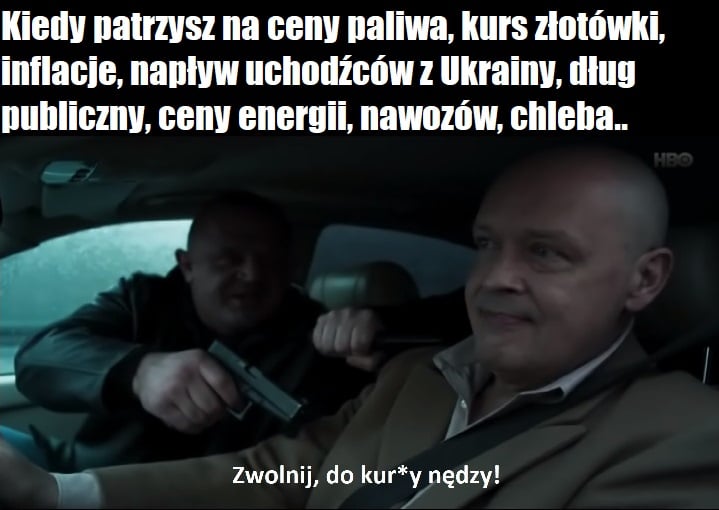 Kiedy patrzysz na ceny paliwa, kurs złotówki,
inflacje, napływ uchodźców z Ukrainy, dług
publiczny, ceny energii, nawozów, chleba..
HBO
Zwolnij, do kur*y nędzy!